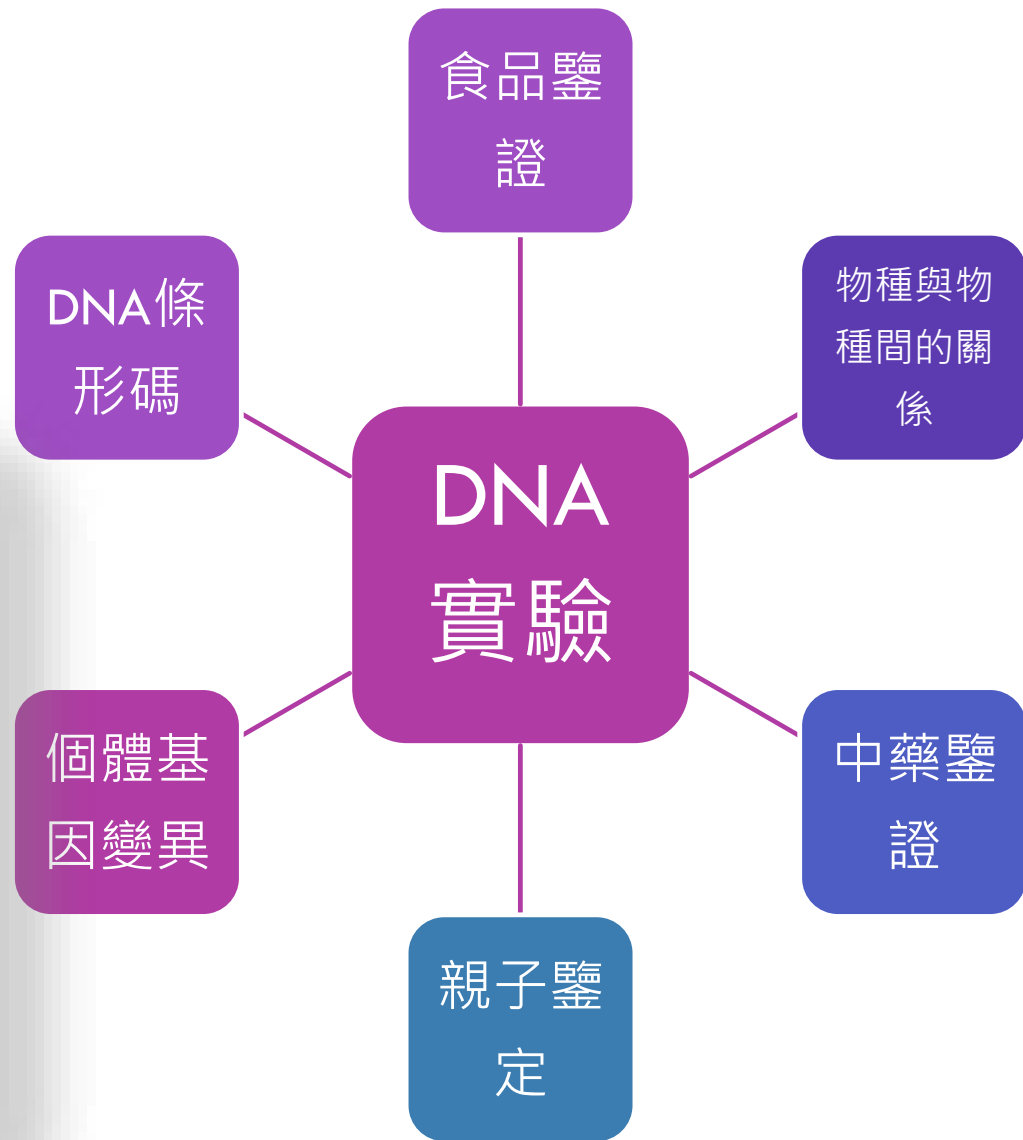 食品鑒
證
DNA條
形碼
物種與物
種間的關
係
DNA
實驗
個體基
因變異
中藥鑒
證
親子鑒
定